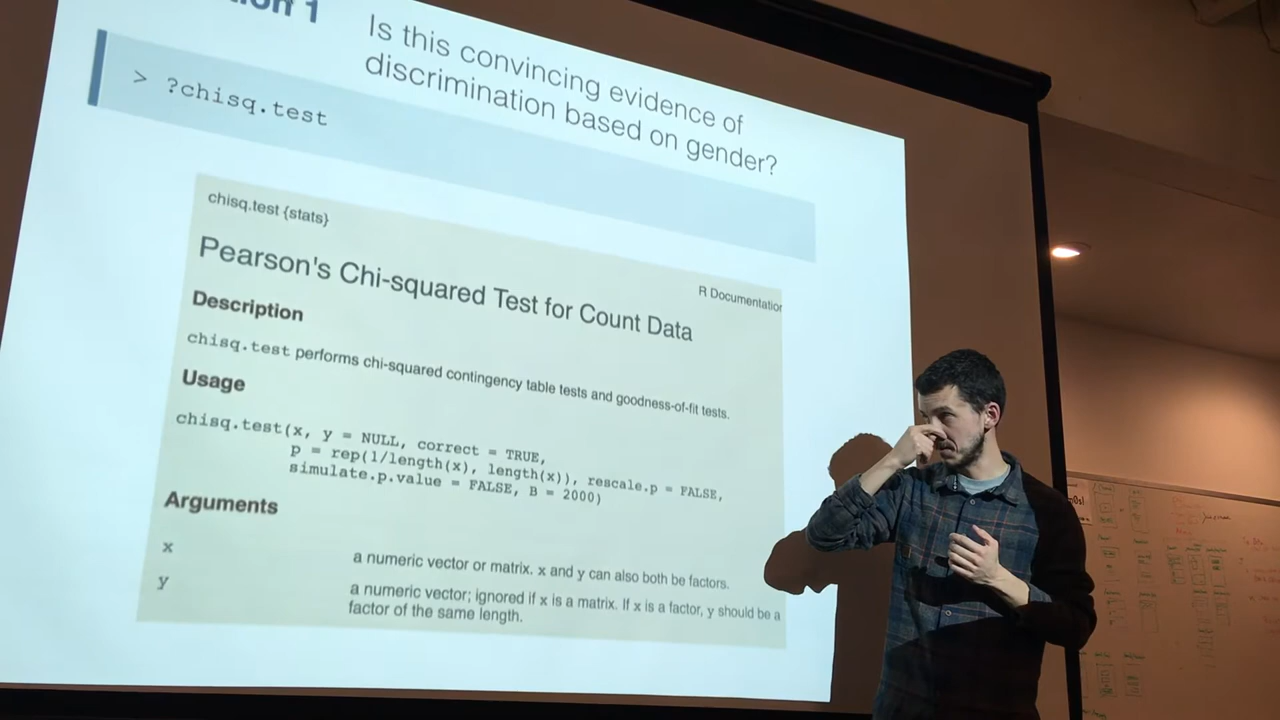 Is this convincing evidence of
discrimination based on gender?
> ?chisq.test
chisq.test {stats}
R Documentation
Pearson's Chi-squared Test for Count Data
Description
chisq.test performs chi-squared contingency table tests and goodness-of-fit tests.
Usage
chisq.test(x, y = NULL, correct = TRUE,
p = rep(1/length(x), length(x)), rescale.p = FALSE,
simulate.p.value = FALSE, B = 2000)
Arguments
x
a numeric vector or matrix. x and y can also both be factors.
y
a numeric vector; ignored if x is a matrix. If x is a factor, y should be a
factor of the same length.